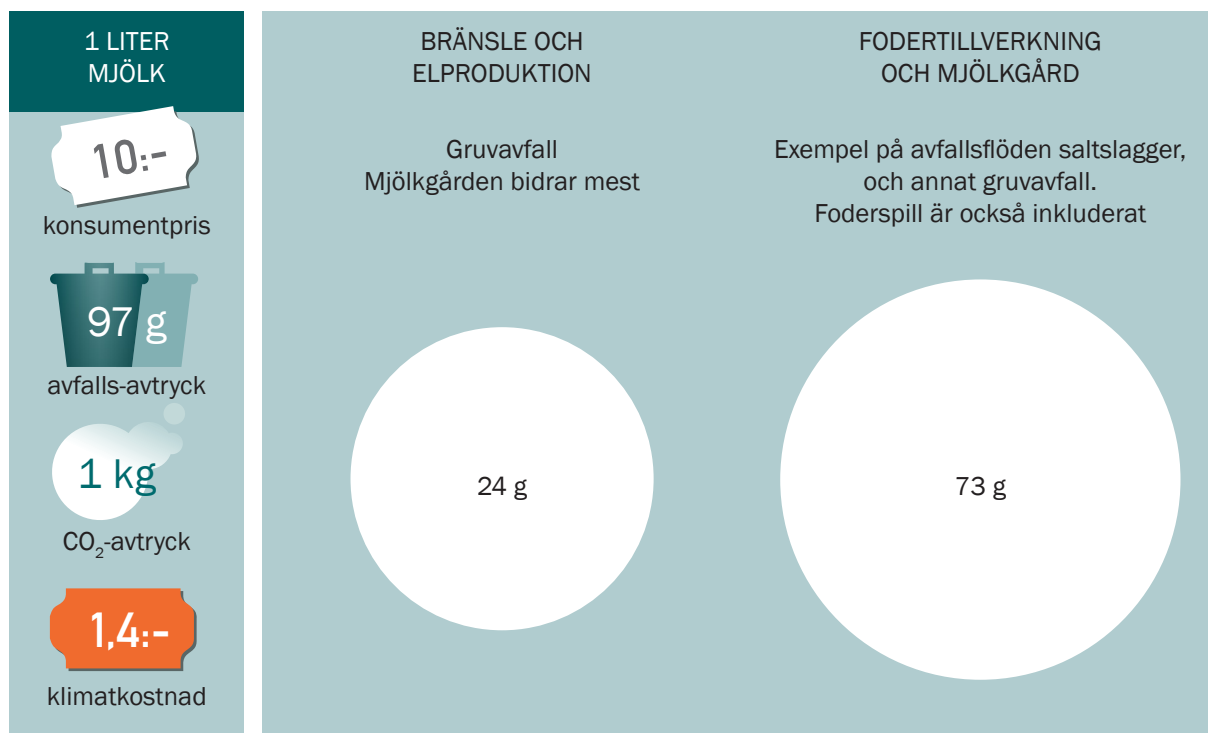 1 LITER
MJÖLK
10:-
konsumentpris
97 g
avfalls-avtryck
1 kg
CO₂-avtryck
1,4:-
klimatkostnad
BRÄNSLE OCH
ELPRODUKTION
Gruvavfall
Mjölkgården bidrar mest
24 g
FODERTILLVERKNING
OCH MJÖLKGÅRD
Exempel på avfallsflöden saltslagger,
och annat gruvavfall.
Foderspill är också inkluderat
73 g